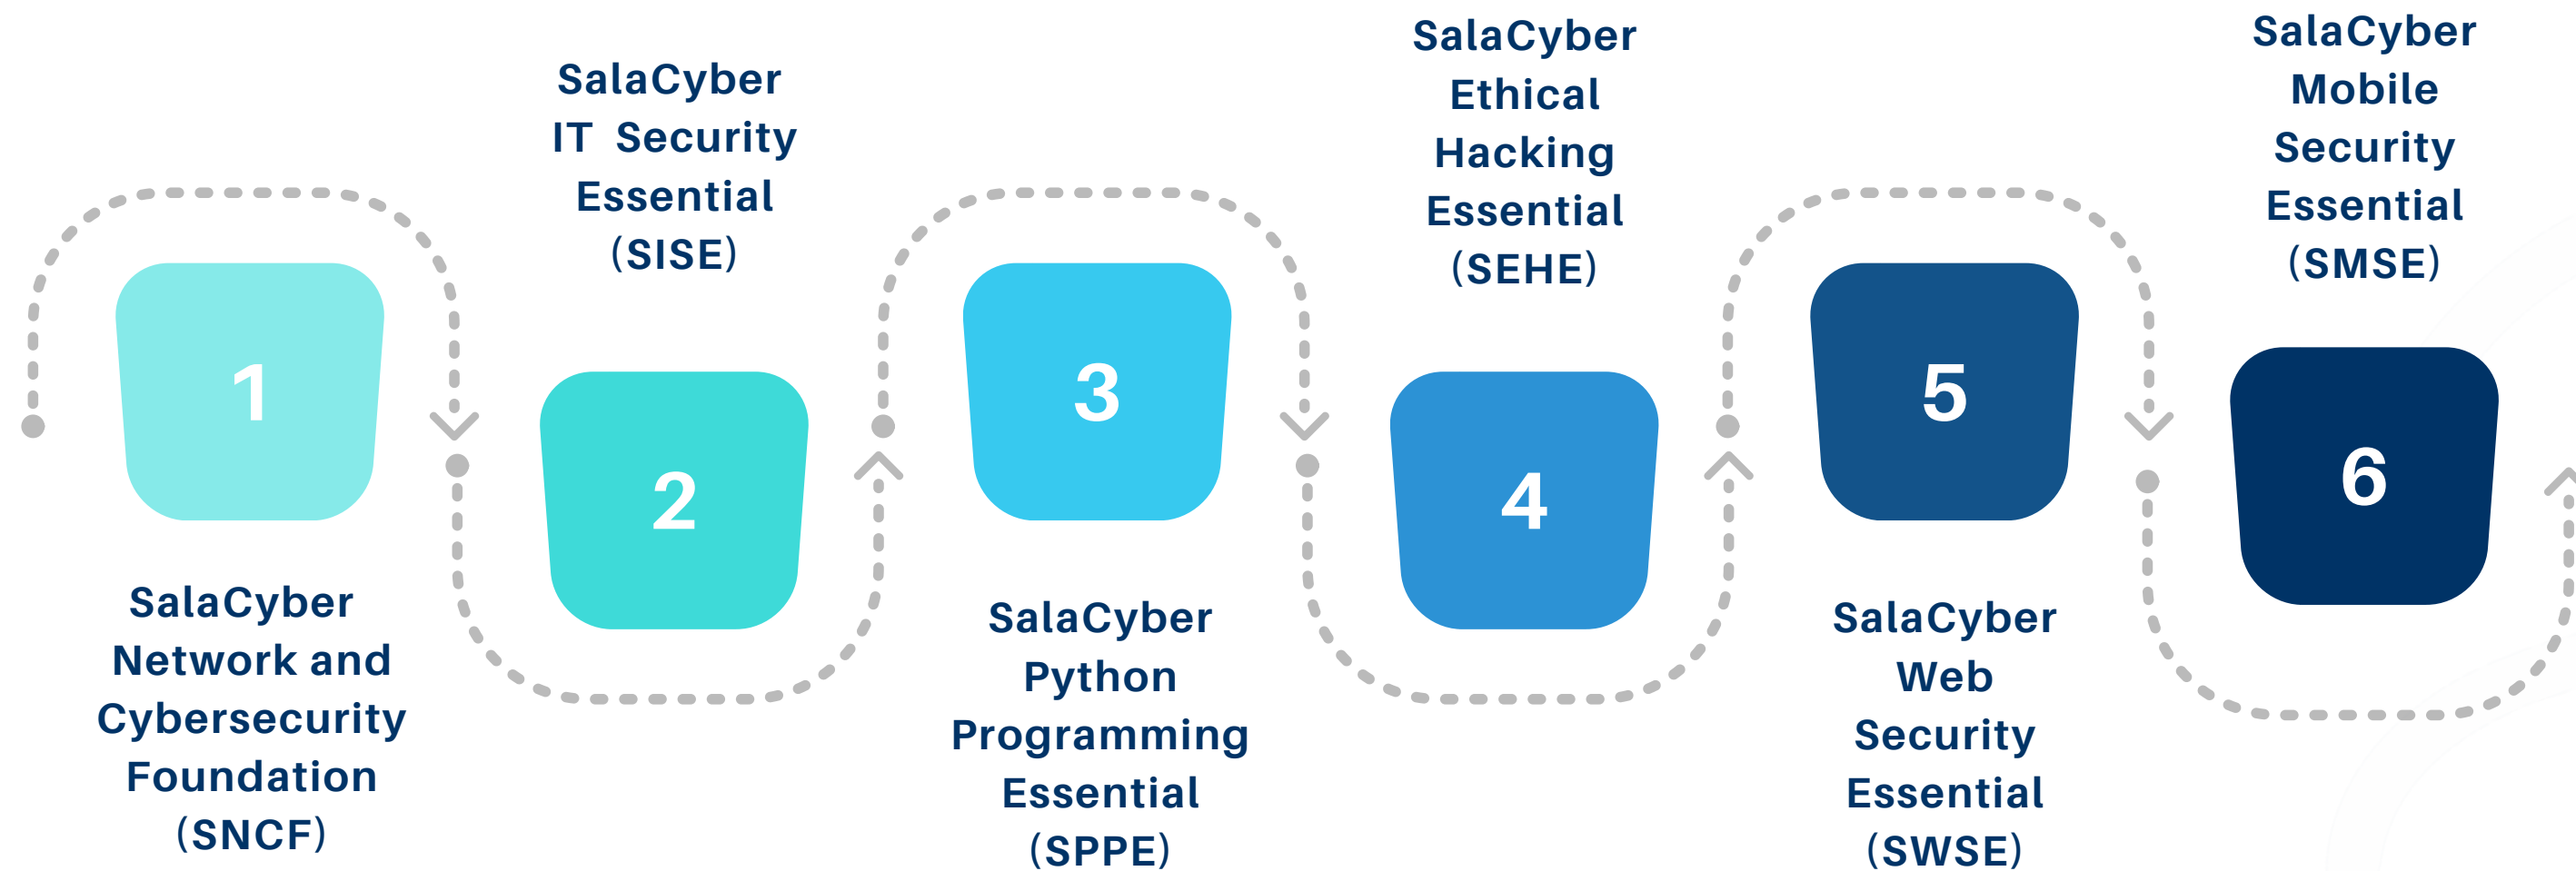 1
SalaCyber
Network and
Cybersecurity
Foundation
(SNCF)
SalaCyber
IT  Security
Essential
(SISE)
2
3
SalaCyber
Python
Programming
Essential
(SPPE)
SalaCyber
Ethical
Hacking
Essential
(SEHE)
4
5
SalaCyber
Web
Security
Essential
(SWSE)
SalaCyber
Mobile
Security
Essential
(SMSE)
6